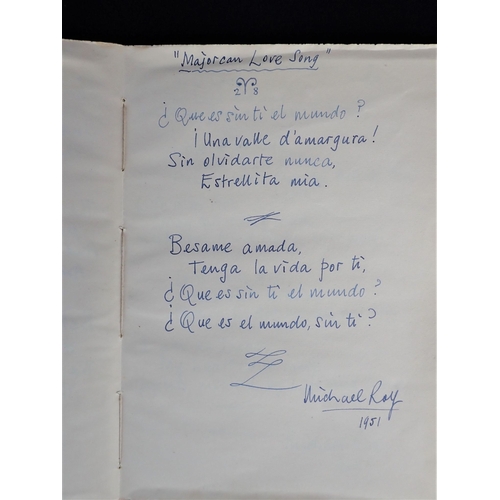 "Majorcan Love Song"
2 8
¿Que es sin ti el mundo?
¡Una valle d'amargura!
Sin olvidarte nunca,
Estrellita mia.
Besame amada,
Tenga la vida por ti,
¿Que es sin ti el mundo?
¿Que es el mundo, sin ti?
Michael Roy
1951